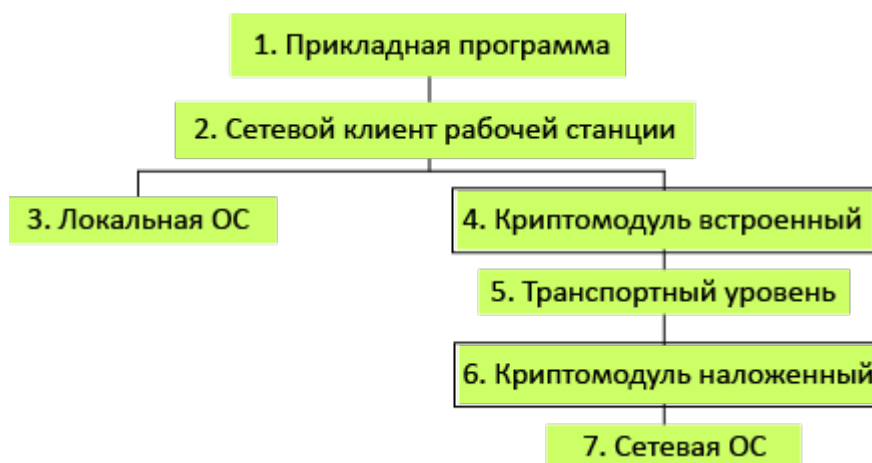 1. Прикладная программа
2. Сетевой клиент рабочей станции
3. Локальная ОС
4. Криптомодуль встроенный
5. Транспортный уровень
6. Криптомодуль наложенный
7. Сетевая ОС